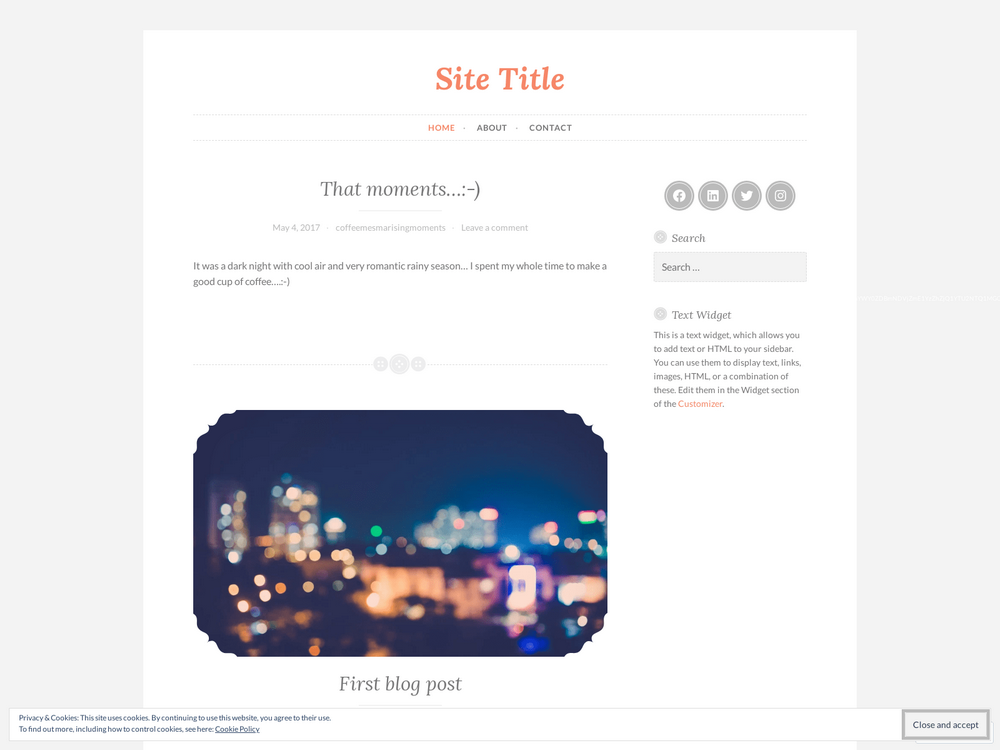 Site Title
HOME · ABOUT · CONTACT
That moments...:-)
May 4, 2017 · coffeemesmarisingmoments · Leave a comment
It was a dark night with cool air and very romantic rainy season... I spent my whole time to make a
good cup of coffee....:-)
First blog post
Search
Search ...
Text Widget
This is a text widget, which allows you
to add text or HTML to your sidebar.
You can use them to display text, links,
images, HTML, or a combination of
these. Edit them in the Widget section
of the Customizer.
Privacy & Cookies: This site uses cookies. By continuing to use this website, you agree to their use.
To find out more, including how to control cookies, see here: Cookie Policy
Close and accept